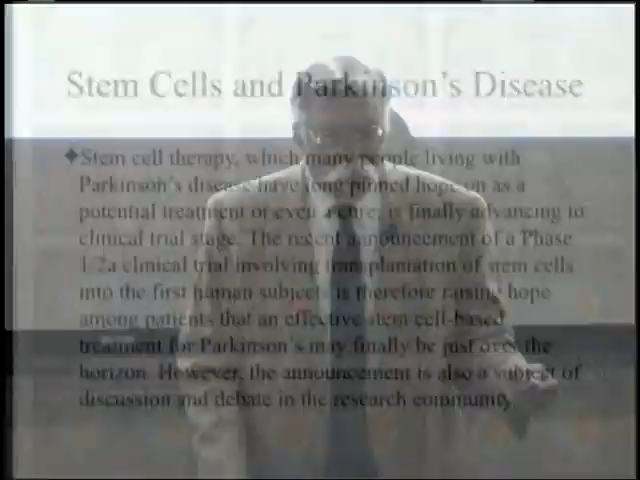 Stem Cells and Parkinson's Disease
Stem cell therapy, which many people living with
Parkinson's disease have long pinned hope on as a
potential treatment or even a cure, is finally advancing to
clinical trial stage. The recent announcement of a Phase
1/2a clinical trial involving transplantation of stem cells
into the first human subject, is therefore raising hope
among patients that an effective stem cell-based
treatment for Parkinson's may finally be just over the
horizon. However, the announcement is also a subject of
discussion and debate in the research community.